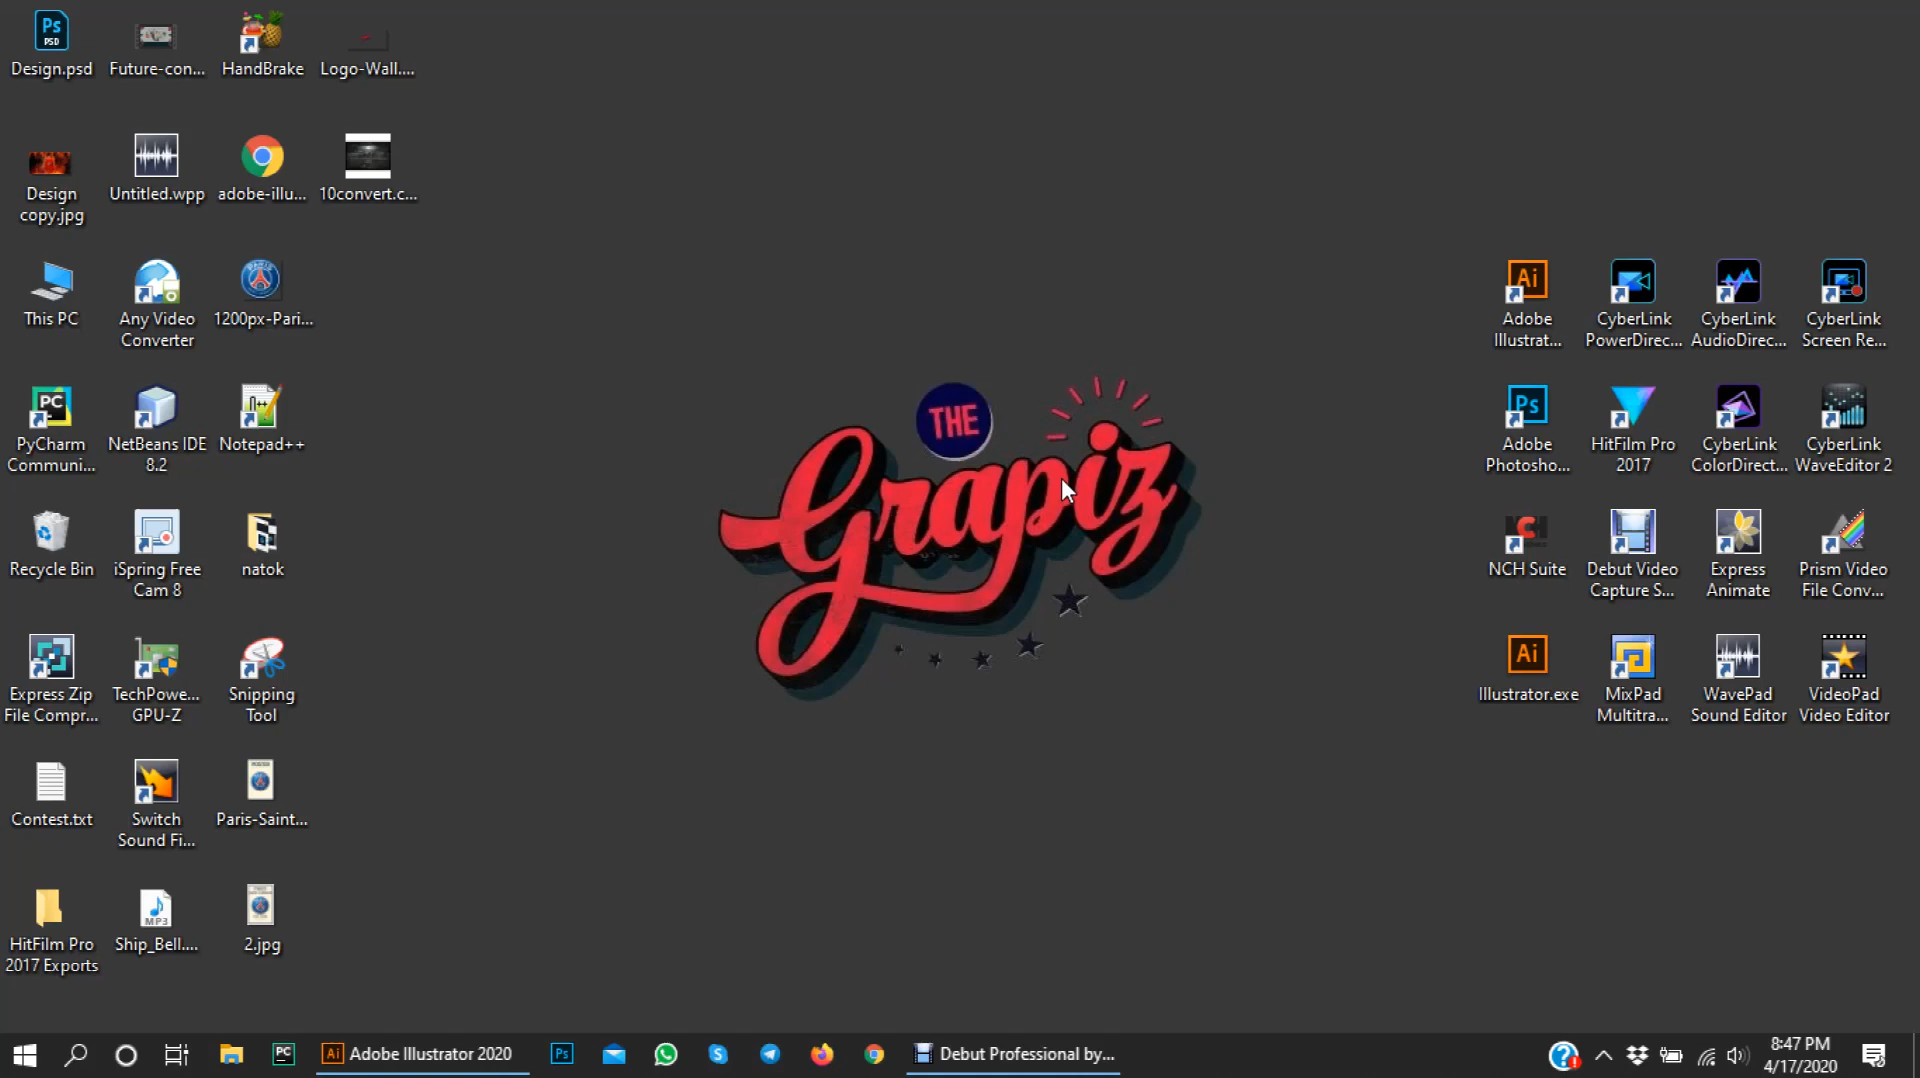 Design.psd
Future-con...
HandBrake
Logo-Wall....
Design
copy.jpg
Untitled.wpp
adobe-illu...
10convert.c...
This PC
Any Video
Converter
1200px-Pari...
PyCharm
Communi...
NetBeans IDE
8.2
Notepad++
Recycle Bin
iSpring Free
Cam 8
natok
Express Zip
File Compr...
TechPowe...
GPU-Z
Snipping
Tool
Contest.txt
Switch
Sound Fi...
Paris-Saint...
HitFilm Pro
2017 Exports
Ship_Bell....
2.jpg
THE
Grapiz
Adobe
Illustrat...
CyberLink
PowerDirec...
CyberLink
AudioDirec...
CyberLink
Screen Re...
Adobe
Photosho...
HitFilm Pro
2017
CyberLink
ColorDirect...
CyberLink
WaveEditor 2
NCH Suite
Debut Video
Capture S...
Express
Animate
Prism Video
File Conv...
Illustrator.exe
MixPad
Multitra...
WavePad
Sound Editor
VideoPad
Video Editor
Adobe Illustrator 2020
Debut Professional by...
8:47 PM
4/17/2020